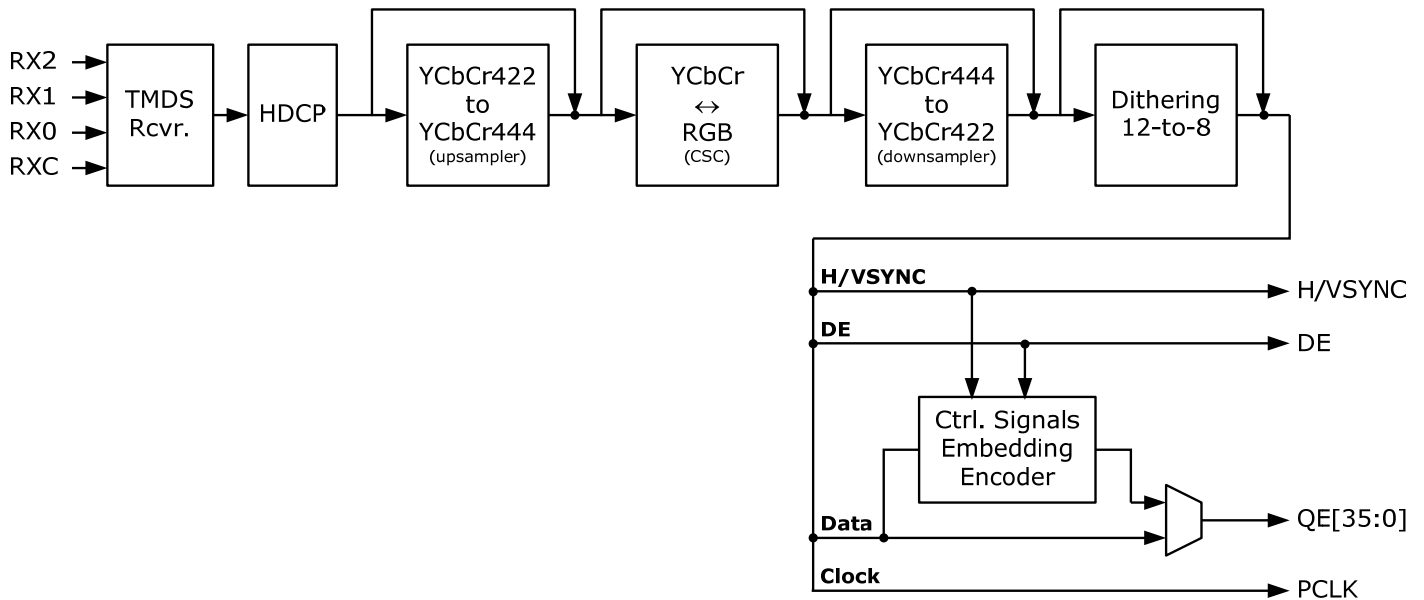 RX2
RX1
RX0
RXC
TMDS
Rcvr.
HDCP
YCbCr422
to
YCbCr444
(upsampler)
YCbCr
↔
RGB
(CSC)
YCbCr444
to
YCbCr422
(downsampler)
Dithering
12-to-8
H/VSYNC
H/VSYNC
DE
DE
Ctrl. Signals
Embedding
Encoder
Data
QE[35:0]
Clock
PCLK